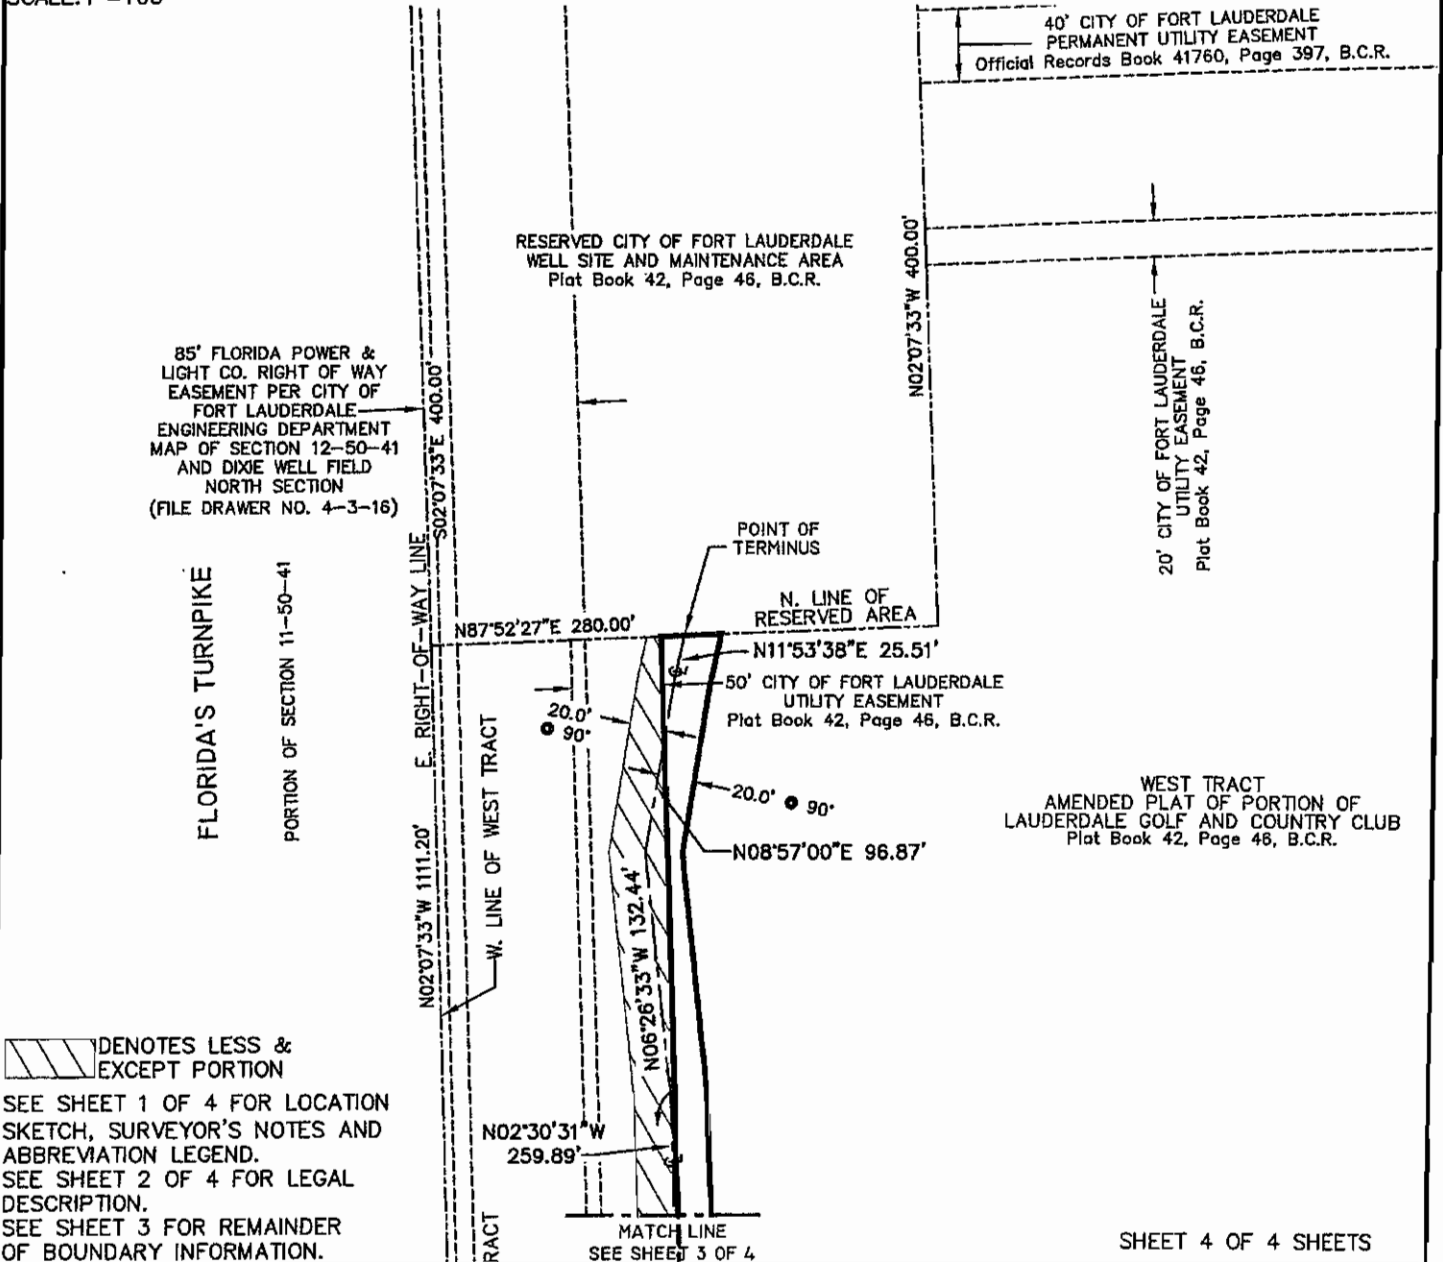 40' CITY OF FORT LAUDERDALE
PERMANENT UTILITY EASEMENT
Official Records Book 41760, Page 397, B.C.R.
RESERVED CITY OF FORT LAUDERDALE
WELL SITE AND MAINTENANCE AREA
Plat Book 42, Page 46, B.C.R.
N02°07'33"W 400.00'
20' CITY OF FORT LAUDERDALE
UTILITY EASEMENT
Plat Book 42, Page 46, B.C.R.
85' FLORIDA POWER &
LIGHT CO. RIGHT OF WAY
EASEMENT PER CITY OF
FORT LAUDERDALE
ENGINEERING DEPARTMENT
MAP OF SECTION 12-50-41
AND DIXIE WELL FIELD
NORTH SECTION
(FILE DRAWER NO. 4-3-16)
S02°07'33"E 400.00'
E. RIGHT-OF-WAY LINE
FLORIDA'S TURNPIKE
PORTION OF SECTION 11-50-41
POINT OF
TERMINUS
N. LINE OF
RESERVED AREA
N87°52'27"E 280.00'
N11°53'38"E 25.51'
50' CITY OF FORT LAUDERDALE
UTILITY EASEMENT
Plat Book 42, Page 46, B.C.R.
20.0'
90°
20.0' 90°
W. LINE OF WEST TRACT
N02°07'33"W 1111.20'
N08°57'00"E 96.87'
WEST TRACT
AMENDED PLAT OF PORTION OF
LAUDERDALE GOLF AND COUNTRY CLUB
Plat Book 42, Page 46, B.C.R.
N06°26'33"W 132.44'
N02°30'31"W
259.89'
DENOTES LESS &
EXCEPT PORTION
SEE SHEET 1 OF 4 FOR LOCATION
SKETCH, SURVEYOR'S NOTES AND
ABBREVIATION LEGEND.
SEE SHEET 2 OF 4 FOR LEGAL
DESCRIPTION.
SEE SHEET 3 FOR REMAINDER
OF BOUNDARY INFORMATION.
RACT
MATCH LINE
SEE SHEET 3 OF 4
SHEET 4 OF 4 SHEETS